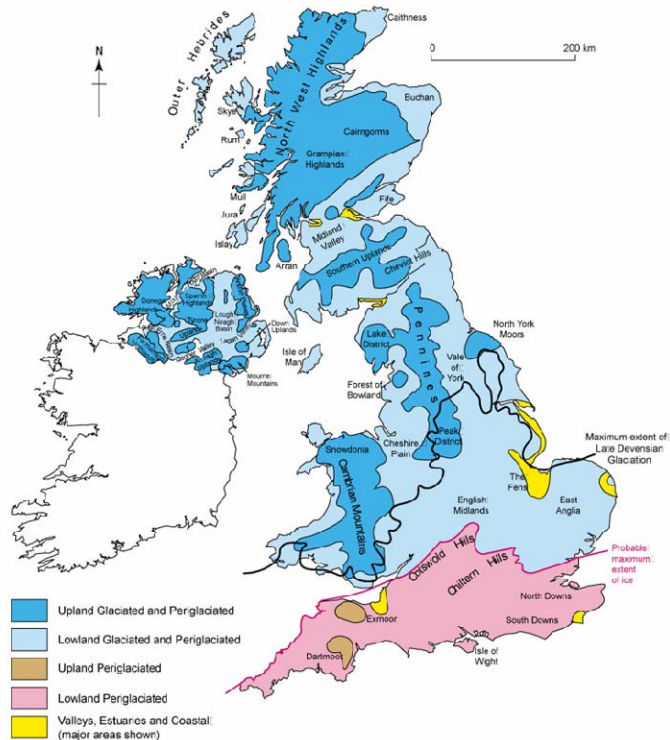 Caithness
0 200 km
N
Outer Hebrides
North West Highlands
Skye
Buchan
Rum
Cairngorms
Grampian
Highlands
Mull
Fife
Jura
Islay
Midland
Valley
Arran
Southern Uplands
Cheviot Hills
Donegal
Highlands
Sperrin
Highlands
Lough
Neagh
Basin
Down
Uplands
Mourne
Mountains
Isle of
Man
Lake
District
Pennines
North York
Moors
Vale of
York
Forest of
Bowland
Cheshire
Plain
Peak
District
Maximum extent of
Late Devensian
Glaciation
Snowdonia
Cambrian Mountains
The
Fens
English
Midlands
East
Anglia
Cotswold Hills
Chiltern Hills
Probable
maximum
extent
of ice
North Downs
South Downs
Exmoor
Dartmoor
Isle of
Wight
Upland Glaciated and Periglaciated
Lowland Glaciated and Periglaciated
Upland Periglaciated
Lowland Periglaciated
Valleys, Estuaries and Coastal
(major areas shown)